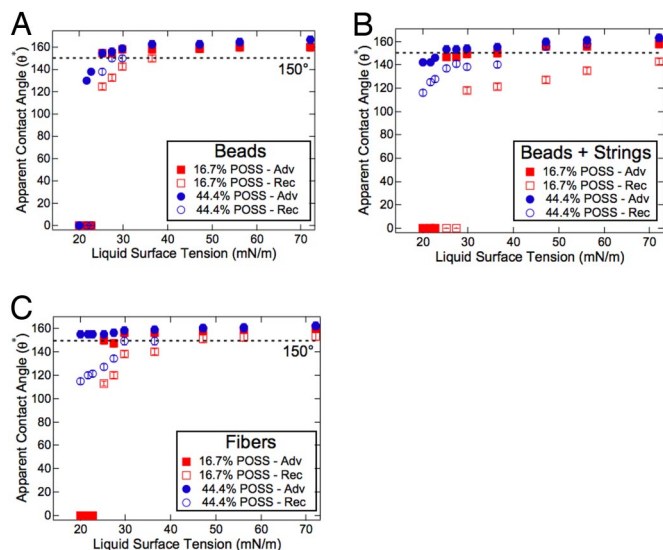 A
Apparent Contact Angle (θ*)
160
140
120
100
80
60
40
20
0
150°
Beads
16.7% POSS - Adv
16.7% POSS - Rec
44.4% POSS - Adv
44.4% POSS - Rec
20 30 40 50 60 70
Liquid Surface Tension (mN/m)
B
Apparent Contact Angle (θ*)
160
140
120
100
80
60
40
20
0
150°
Beads + Strings
16.7% POSS - Adv
16.7% POSS - Rec
44.4% POSS - Adv
44.4% POSS - Rec
20 30 40 50 60 70
Liquid Surface Tension (mN/m)
C
Apparent Contact Angle (θ*)
160
140
120
100
80
60
40
20
0
150°
Fibers
16.7% POSS - Adv
16.7% POSS - Rec
44.4% POSS - Adv
44.4% POSS - Rec
20 30 40 50 60 70
Liquid Surface Tension (mN/m)